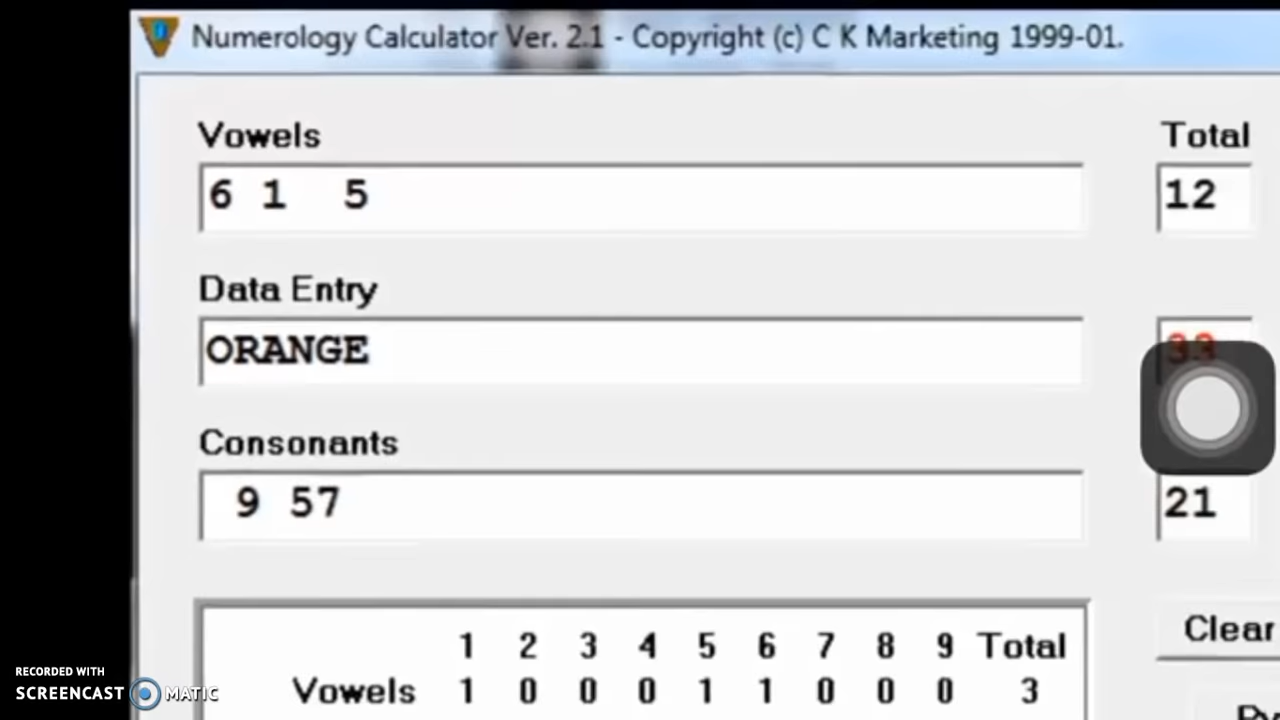 Numerology Calculator Ver. 2.1 - Copyright (c) C K Marketing 1999-01.
Vowels Total
6 1 5 12
Data Entry
ORANGE 33
Consonants
9 57 21
Clear
1 2 3 4 5 6 7 8 9 Total
Vowels 1 0 0 0 1 1 0 0 0 3
RECORDED WITH
SCREENCAST MATIC